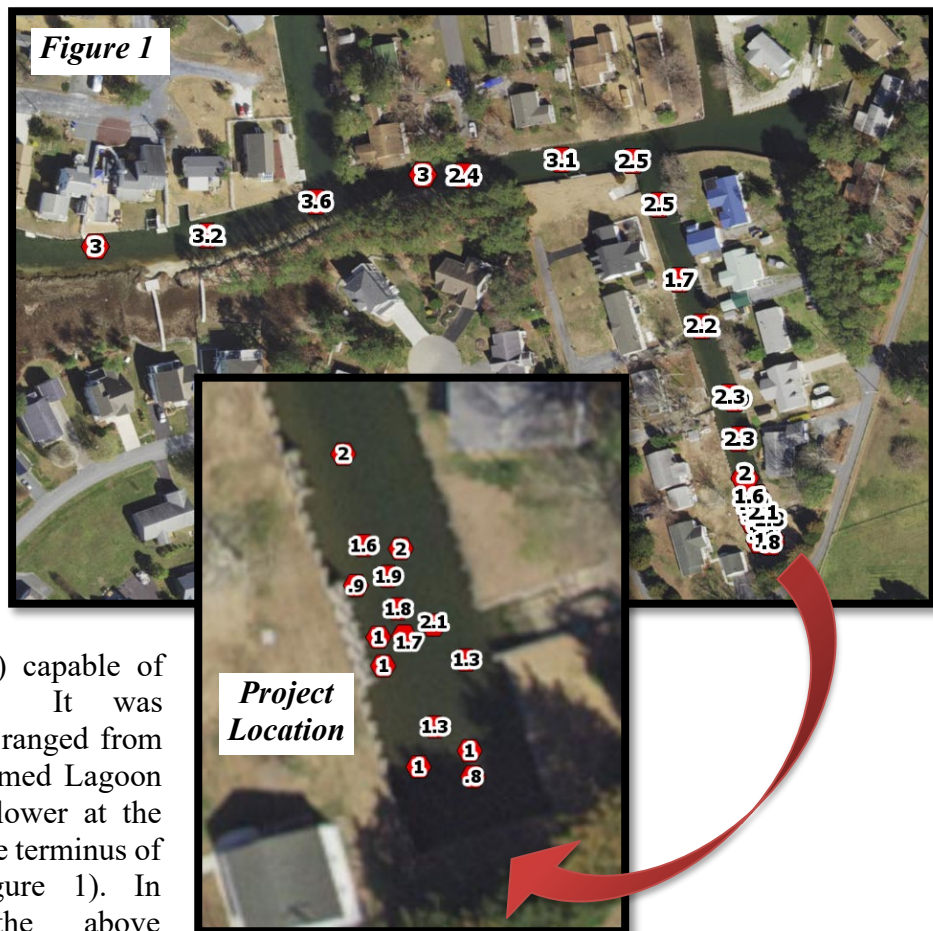 Figure 1
3.1
2.5
3
2.4
3.6
2.5
3.2
3
1.7
2.2
2.3
2.3
2
1.6
2.1
.8
2
1.6
2
1.9
.9
1.8
2.1
1
1.7
1
1.3
Project
Location
1.3
1
1
.8
) capable of
It was
ranged from
med Lagoon
lower at the
e terminus of
gure 1). In
the above